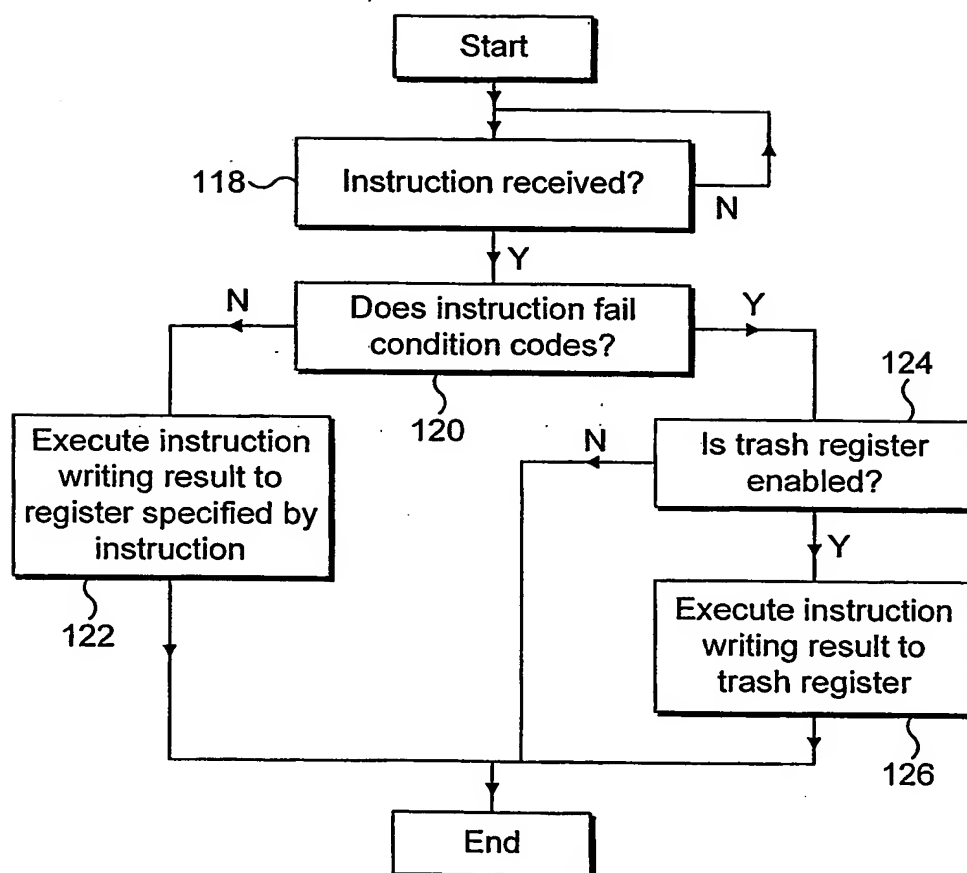 Start
118
Instruction received?
N
Y
N
Does instruction fail
condition codes?
Y
120
124
Execute instruction
writing result to
register specified by
instruction
122
N
Is trash register
enabled?
Y
Execute instruction
writing result to
trash register
126
End